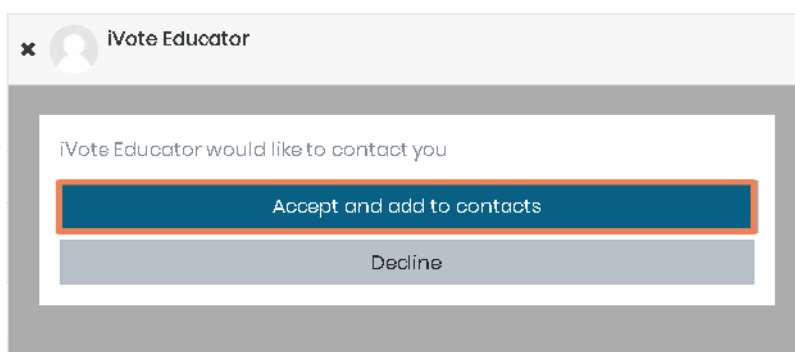 iVote Educator
iVote Educator would like to contact you
Accept and add to contacts
Decline